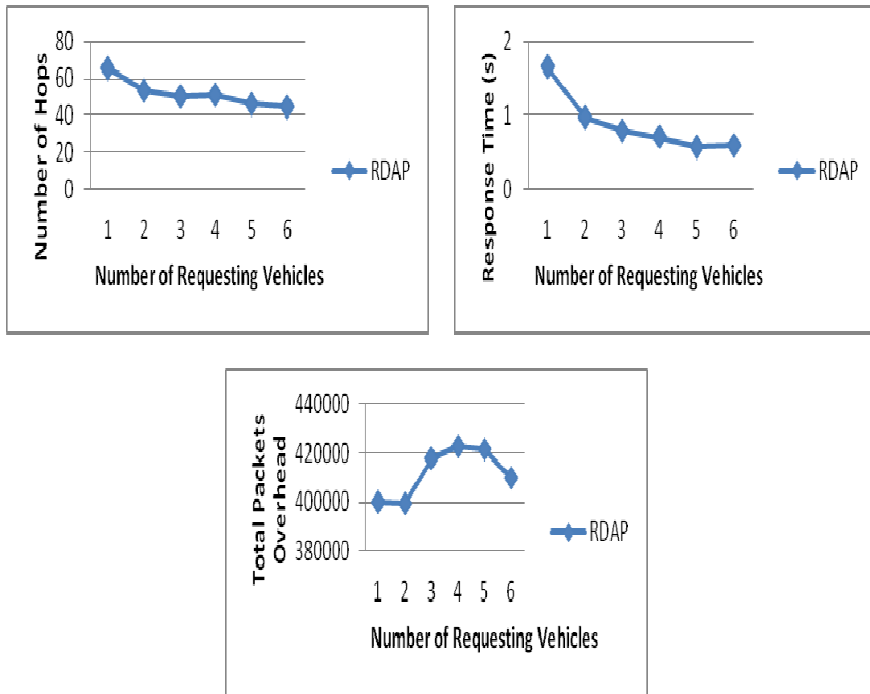 80
60
40
20
0
Number of Hops
1 2 3 4 5 6
Number of Requesting Vehicles
RDAP
2
1
0
Response Time (s)
1 2 3 4 5 6
Number of Requesting Vehicles
RDAP
440000
420000
400000
380000
Total Packets
Overhead
1 2 3 4 5 6
Number of Requesting Vehicles
RDAP